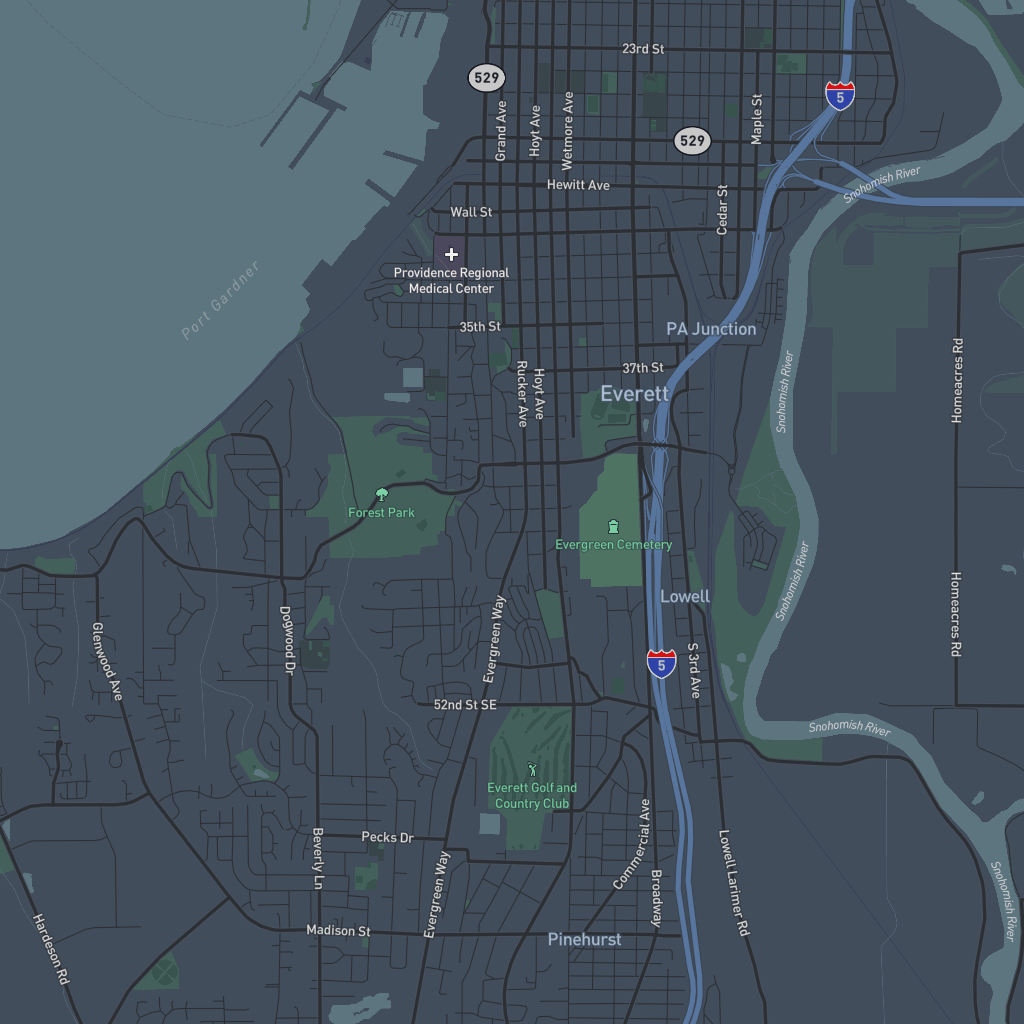 23rd St
529
5
Grand Ave
Hoyt Ave
Wetmore Ave
Maple St
529
Hewitt Ave
Snohomish River
Wall St
Cedar St
Providence Regional
Medical Center
Port Gardner
35th St
PA Junction
37th St
Everett
Rucker Ave
Hoyt Ave
Snohomish River
Homeacres Rd
Forest Park
Evergreen Cemetery
Snohomish River
Lowell
Homeacres Rd
Glenwood Ave
Dogwood Dr
Evergreen Way
5
S 3rd Ave
52nd St SE
Snohomish River
Everett Golf and
Country Club
Pecks Dr
Beverly Ln
Evergreen Way
Commercial Ave
Broadway
Lowell Larimer Rd
Snohomish River
Hardeson Rd
Madison St
Pinehurst